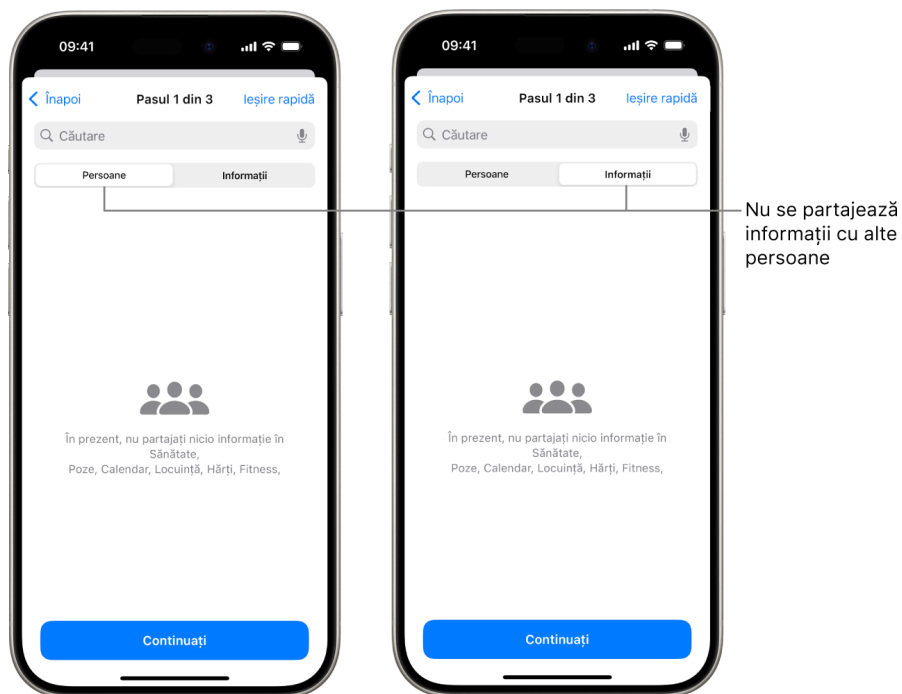 09:41
Înapoi Pasul 1 din 3 Ieșire rapidă
Căutare
Persoane Informații
În prezent, nu partajați nicio informație în
Sănătate,
Poze, Calendar, Locuință, Hărți, Fitness,
Continuați
09:41
Înapoi Pasul 1 din 3 Ieșire rapidă
Căutare
Persoane Informații
În prezent, nu partajați nicio informație în
Sănătate,
Poze, Calendar, Locuință, Hărți, Fitness,
Continuați
Nu se partajează
informații cu alte
persoane